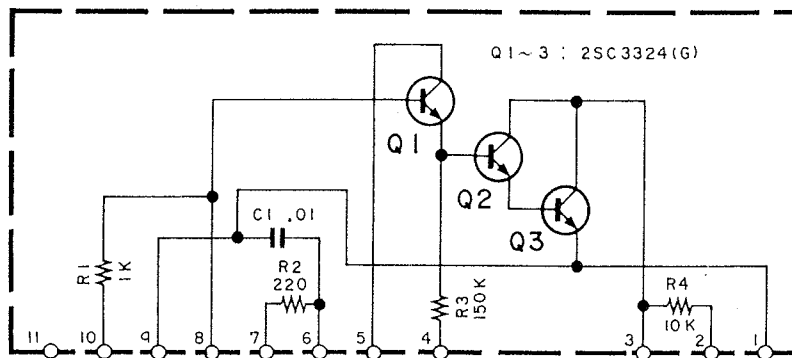 Q1~3 : 2SC3324(G)
Q1
Q2
Q3
C1 .01
R1
1K
R2
220
R3
150K
R4
10K
11 10 9 8 7 6 5 4 3 2 1